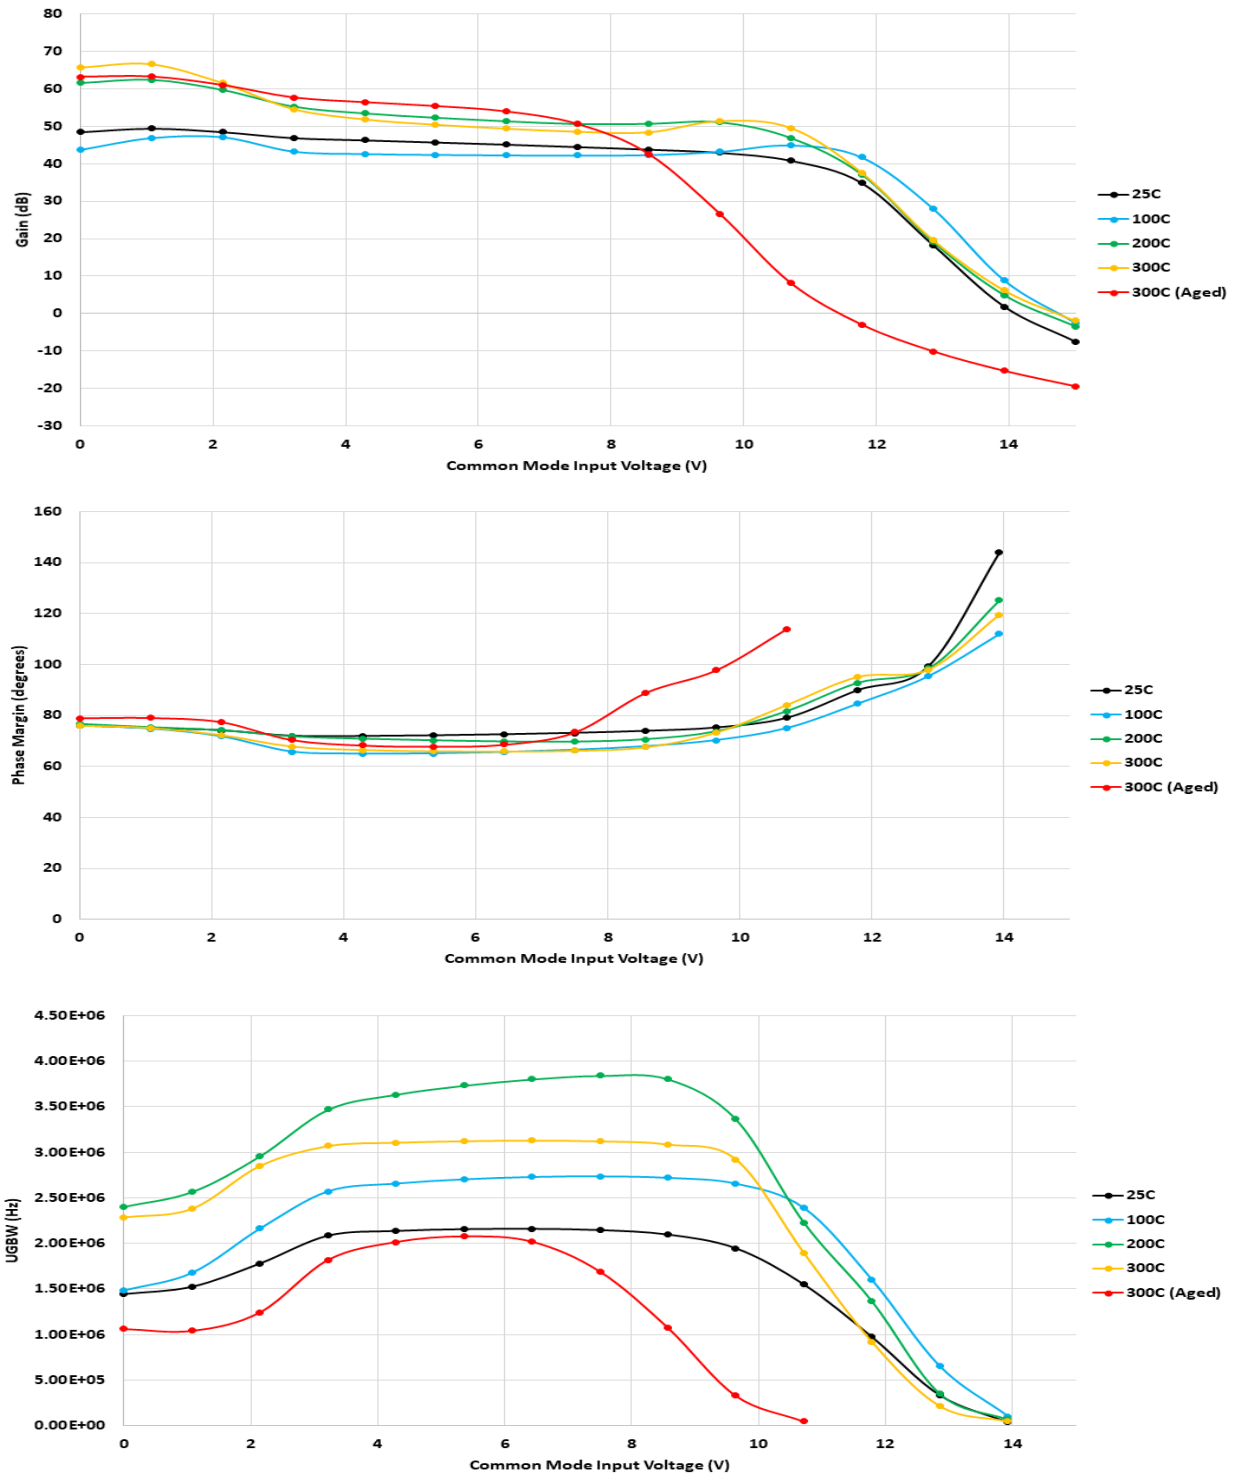 80
70
60
50
40
30
20
10
0
-10
-20
-30
Gain (dB)
0 2 4 6 8 10 12 14
Common Mode Input Voltage (V)
25C
100C
200C
300C
300C (Aged)
160
140
120
100
80
60
40
20
0
Phase Margin (degrees)
0 2 4 6 8 10 12 14
Common Mode Input Voltage (V)
25C
100C
200C
300C
300C (Aged)
4.50E+06
4.00E+06
3.50E+06
3.00E+06
2.50E+06
2.00E+06
1.50E+06
1.00E+06
5.00E+05
0.00E+00
UGBW (Hz)
0 2 4 6 8 10 12 14
Common Mode Input Voltage (V)
25C
100C
200C
300C
300C (Aged)